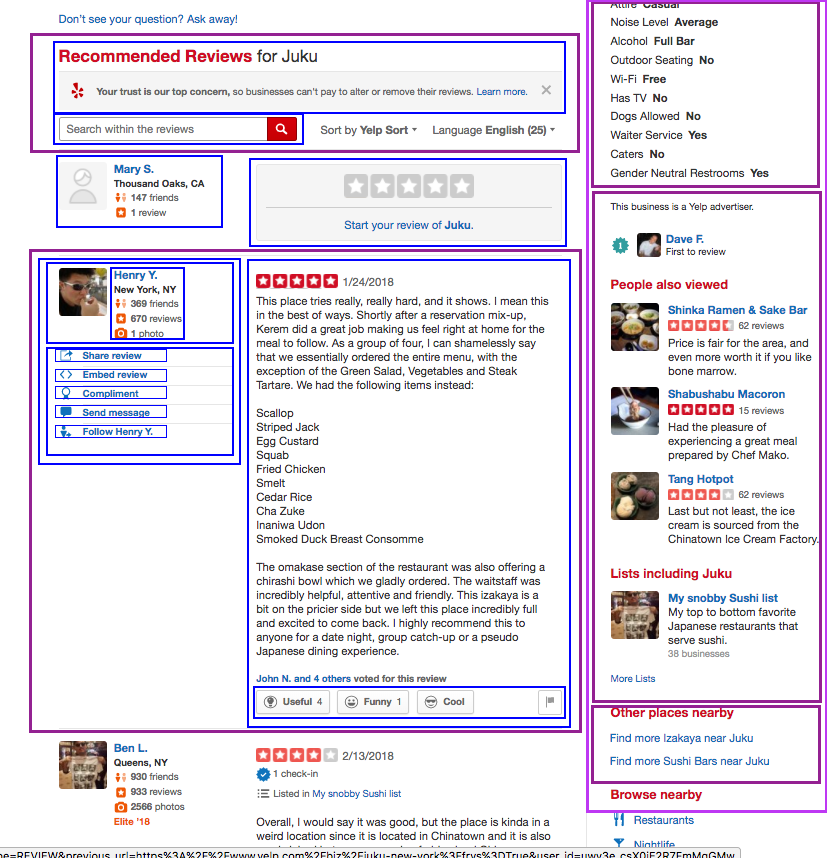 Don't see your question? Ask away!
Recommended Reviews for Juku
Your trust is our top concern, so businesses can't pay to alter or remove their reviews. Learn more.
Search within the reviews
Sort by Yelp Sort
Language English (25)
Mary S.
Thousand Oaks, CA
147 friends
1 review
Start your review of Juku.
Henry Y.
New York, NY
369 friends
670 reviews
1 photo
Share review
Embed review
Compliment
Send message
Follow Henry Y.
1/24/2018
This place tries really, really hard, and it shows. I mean this
in the best of ways. Shortly after a reservation mix-up,
Kerem did a great job making us feel right at home for the
meal to follow. As a group of four, I can shamelessly say
that we essentially ordered the entire menu, with the
exception of the Green Salad, Vegetables and Steak
Tartare. We had the following items instead:
Scallop
Striped Jack
Egg Custard
Squab
Fried Chicken
Smelt
Cedar Rice
Cha Zuke
Inaniwa Udon
Smoked Duck Breast Consomme
The omakase section of the restaurant was also offering a
chirashi bowl which we gladly ordered. The waitstaff was
incredibly helpful, attentive and friendly. This izakaya is a
bit on the pricier side but we left this place incredibly full
and excited to come back. I highly recommend this to
anyone for a date night, group catch-up or a pseudo
Japanese dining experience.
John N. and 4 others voted for this review
Useful 4
Funny 1
Cool
Ben L.
Queens, NY
930 friends
933 reviews
2566 photos
Elite '18
2/13/2018
1 check-in
Listed in My snobby Sushi list
Overall, I would say it was good, but the place is kinda in a
weird location since it is located in Chinatown and it is also
Attire Casual
Noise Level Average
Alcohol Full Bar
Outdoor Seating No
Wi-Fi Free
Has TV No
Dogs Allowed No
Waiter Service Yes
Caters No
Gender Neutral Restrooms Yes
This business is a Yelp advertiser.
Dave F.
First to review
People also viewed
Shinka Ramen & Sake Bar
62 reviews
Price is fair for the area, and
even more worth it if you like
bone marrow.
Shabushabu Macoron
15 reviews
Had the pleasure of
experiencing a great meal
prepared by Chef Mako.
Tang Hotpot
62 reviews
Last but not least, the ice
cream is sourced from the
Chinatown Ice Cream Factory.
Lists including Juku
My snobby Sushi list
My top to bottom favorite
Japanese restaurants that
serve sushi.
38 businesses
More Lists
Other places nearby
Find more Izakaya near Juku
Find more Sushi Bars near Juku
Browse nearby
Restaurants
Nightlife